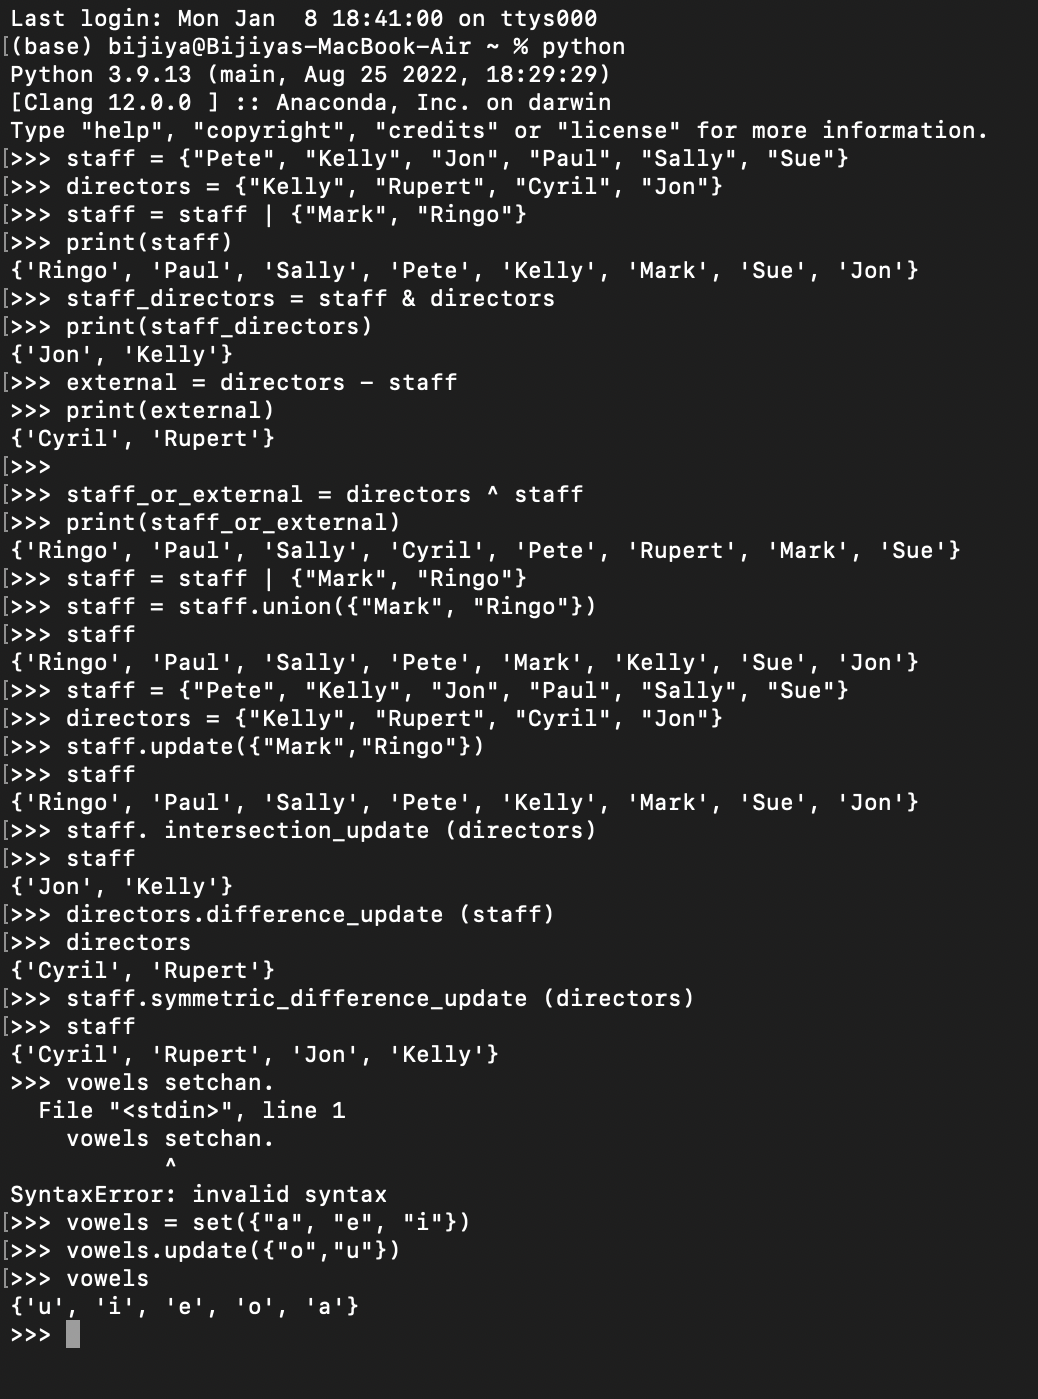 Last login: Mon Jan  8 18:41:00 on ttys000
[(base) bijiya@Bijiyas-MacBook-Air ~ % python
Python 3.9.13 (main, Aug 25 2022, 18:29:29)
[Clang 12.0.0 ] :: Anaconda, Inc. on darwin
Type "help", "copyright", "credits" or "license" for more information.
[>>> staff = {"Pete", "Kelly", "Jon", "Paul", "Sally", "Sue"}
[>>> directors = {"Kelly", "Rupert", "Cyril", "Jon"}
[>>> staff = staff | {"Mark", "Ringo"}
[>>> print(staff)
{'Ringo', 'Paul', 'Sally', 'Pete', 'Kelly', 'Mark', 'Sue', 'Jon'}
[>>> staff_directors = staff & directors
[>>> print(staff_directors)
{'Jon', 'Kelly'}
[>>> external = directors - staff
>>> print(external)
{'Cyril', 'Rupert'}
[>>>
[>>> staff_or_external = directors ^ staff
[>>> print(staff_or_external)
{'Ringo', 'Paul', 'Sally', 'Cyril', 'Pete', 'Rupert', 'Mark', 'Sue'}
[>>> staff = staff | {"Mark", "Ringo"}
[>>> staff = staff.union({"Mark", "Ringo"})
[>>> staff
{'Ringo', 'Paul', 'Sally', 'Pete', 'Mark', 'Kelly', 'Sue', 'Jon'}
[>>> staff = {"Pete", "Kelly", "Jon", "Paul", "Sally", "Sue"}
[>>> directors = {"Kelly", "Rupert", "Cyril", "Jon"}
[>>> staff.update({"Mark","Ringo"})
[>>> staff
{'Ringo', 'Paul', 'Sally', 'Pete', 'Kelly', 'Mark', 'Sue', 'Jon'}
[>>> staff. intersection_update (directors)
[>>> staff
{'Jon', 'Kelly'}
[>>> directors.difference_update (staff)
[>>> directors
{'Cyril', 'Rupert'}
[>>> staff.symmetric_difference_update (directors)
[>>> staff
{'Cyril', 'Rupert', 'Jon', 'Kelly'}
>>> vowels setchan.
  File "<stdin>", line 1
    vowels setchan.
           ^
SyntaxError: invalid syntax
[>>> vowels = set({"a", "e", "i"})
[>>> vowels.update({"o","u"})
[>>> vowels
{'u', 'i', 'e', 'o', 'a'}
>>>